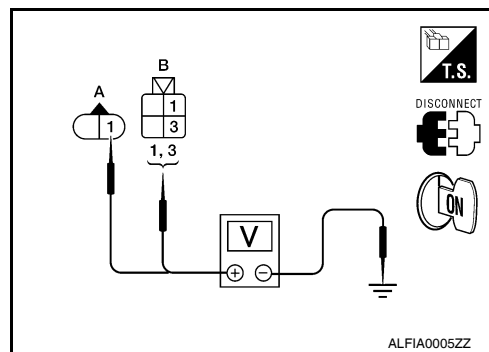 T.S.
DISCONNECT
B
A
1
1
3
1, 3
ON
V
+ −
ALFIA0005ZZ